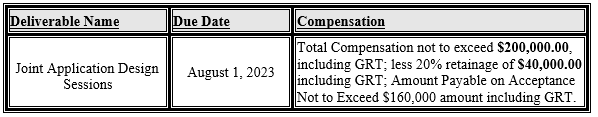 Deliverable Name Due Date Compensation
Total Compensation not to exceed $200,000.00,
including GRT; less 20% retainage of $40,000.00
Joint Application Design
Sessions
August 1, 2023
including GRT; Amount Payable on Acceptance
Not to Exceed $160,000 amount including GRT.